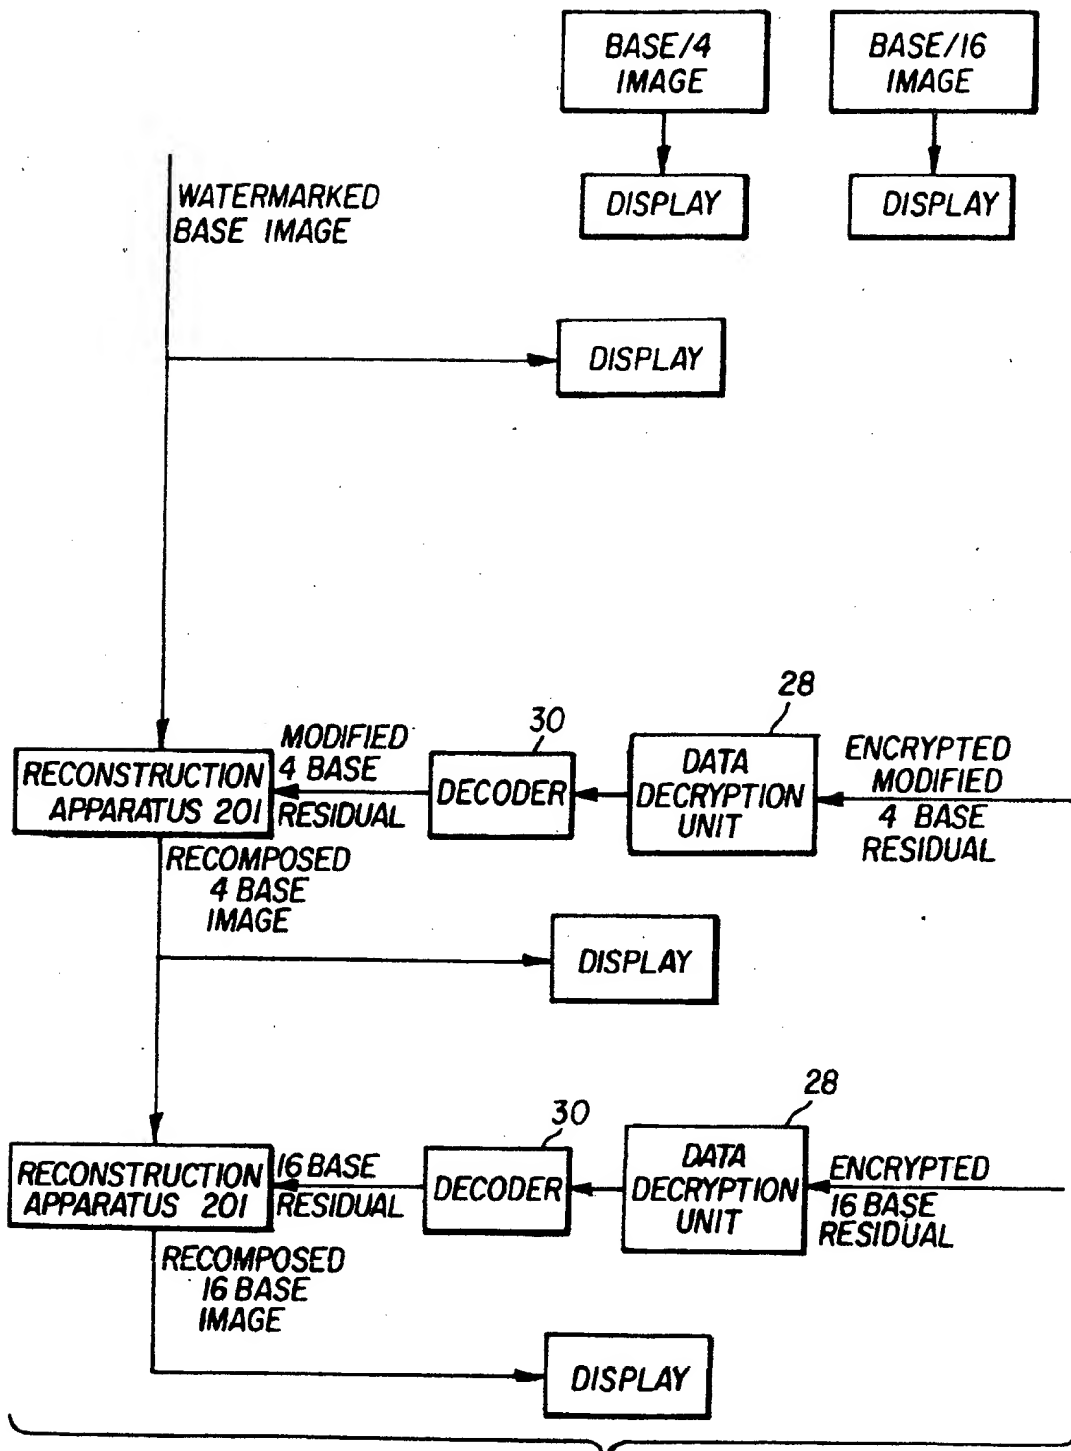 BASE/4
IMAGE
BASE/16
IMAGE
DISPLAY
DISPLAY
WATERMARKED
BASE IMAGE
DISPLAY
28
30
MODIFIED
4 BASE
RESIDUAL
RECONSTRUCTION
APPARATUS 201
DECODER
DATA
DECRYPTION
UNIT
ENCRYPTED
MODIFIED
4 BASE
RESIDUAL
RECOMPOSED
4 BASE
IMAGE
DISPLAY
28
30
RECONSTRUCTION
APPARATUS 201
16 BASE
RESIDUAL
DECODER
DATA
DECRYPTION
UNIT
ENCRYPTED
16 BASE
RESIDUAL
RECOMPOSED
16 BASE
IMAGE
DISPLAY